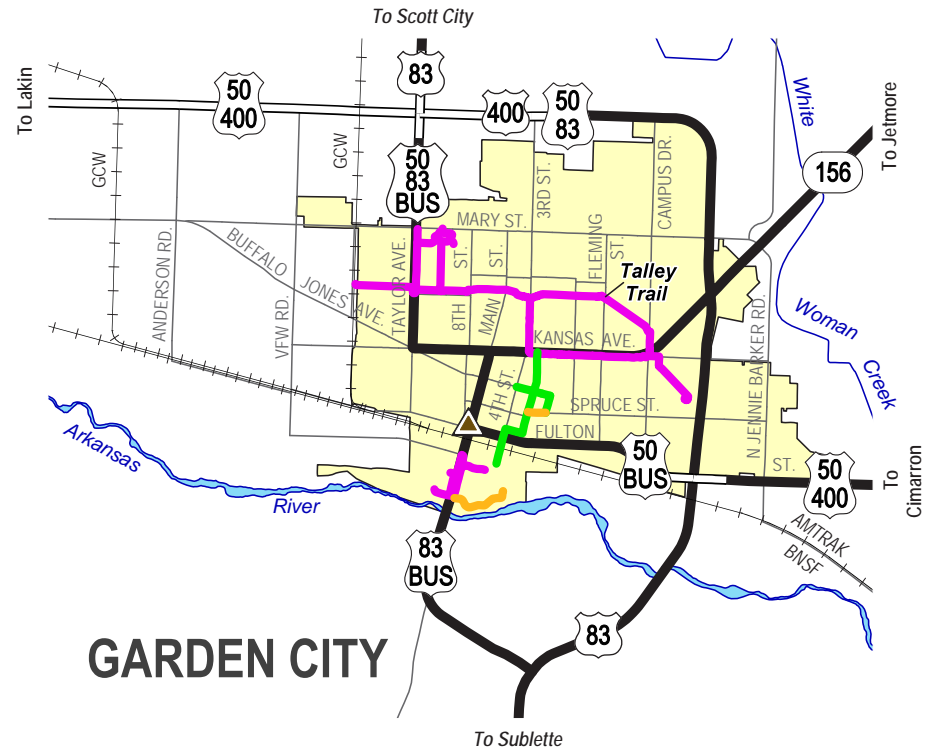 To Scott City
83
50
400
400
50
83
To Lakin
GCW
GCW
50
83
BUS
3RD ST.
CAMPUS DR.
White
To Jetmore
156
MARY ST.
FLEMING
ST.
BUFFALO
JONES AVE.
ANDERSON RD.
VFW RD.
TAYLOR AVE.
8TH
ST.
MAIN
ST.
Talley
Trail
KANSAS AVE.
Woman
Creek
N JENNIE BARKER RD.
4TH ST.
SPRUCE ST.
FULTON
ST.
Arkansas
River
50
BUS
50
400
To
Cimarron
AMTRAK
BNSF
83
BUS
83
GARDEN CITY
To Sublette